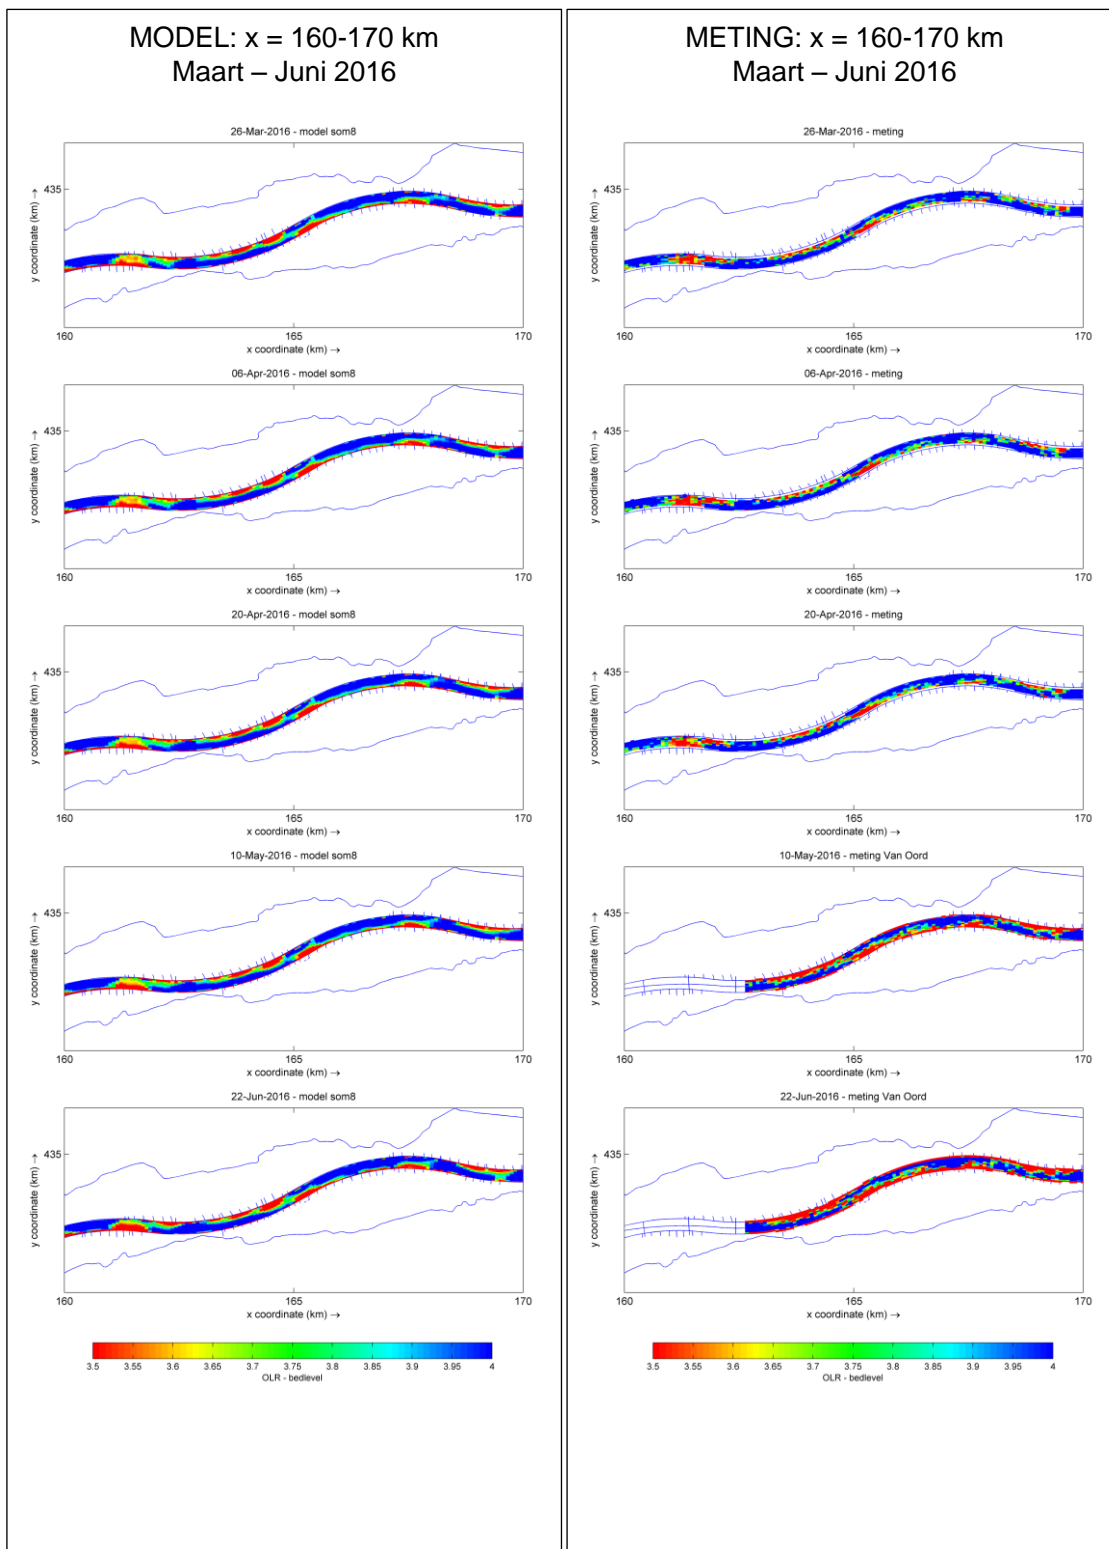 MODEL: x = 160-170 km
Maart – Juni 2016
26-Mar-2016 - model som8
435
y coordinate (km) →
160
165
170
x coordinate (km) →
06-Apr-2016 - model som8
435
y coordinate (km) →
160
165
170
x coordinate (km) →
20-Apr-2016 - model som8
435
y coordinate (km) →
160
165
170
x coordinate (km) →
10-May-2016 - model som8
435
y coordinate (km) →
160
165
170
x coordinate (km) →
22-Jun-2016 - model som8
435
y coordinate (km) →
160
165
170
x coordinate (km) →
3.5 3.55 3.6 3.65 3.7 3.75 3.8 3.85 3.9 3.95 4
OLR - bedlevel
METING: x = 160-170 km
Maart – Juni 2016
26-Mar-2016 - meting
435
y coordinate (km) →
160
165
170
x coordinate (km) →
06-Apr-2016 - meting
435
y coordinate (km) →
160
165
170
x coordinate (km) →
20-Apr-2016 - meting
435
y coordinate (km) →
160
165
170
x coordinate (km) →
10-May-2016 - meting Van Oord
435
y coordinate (km) →
160
165
170
x coordinate (km) →
22-Jun-2016 - meting Van Oord
435
y coordinate (km) →
160
165
170
x coordinate (km) →
3.5 3.55 3.6 3.65 3.7 3.75 3.8 3.85 3.9 3.95 4
OLR - bedlevel